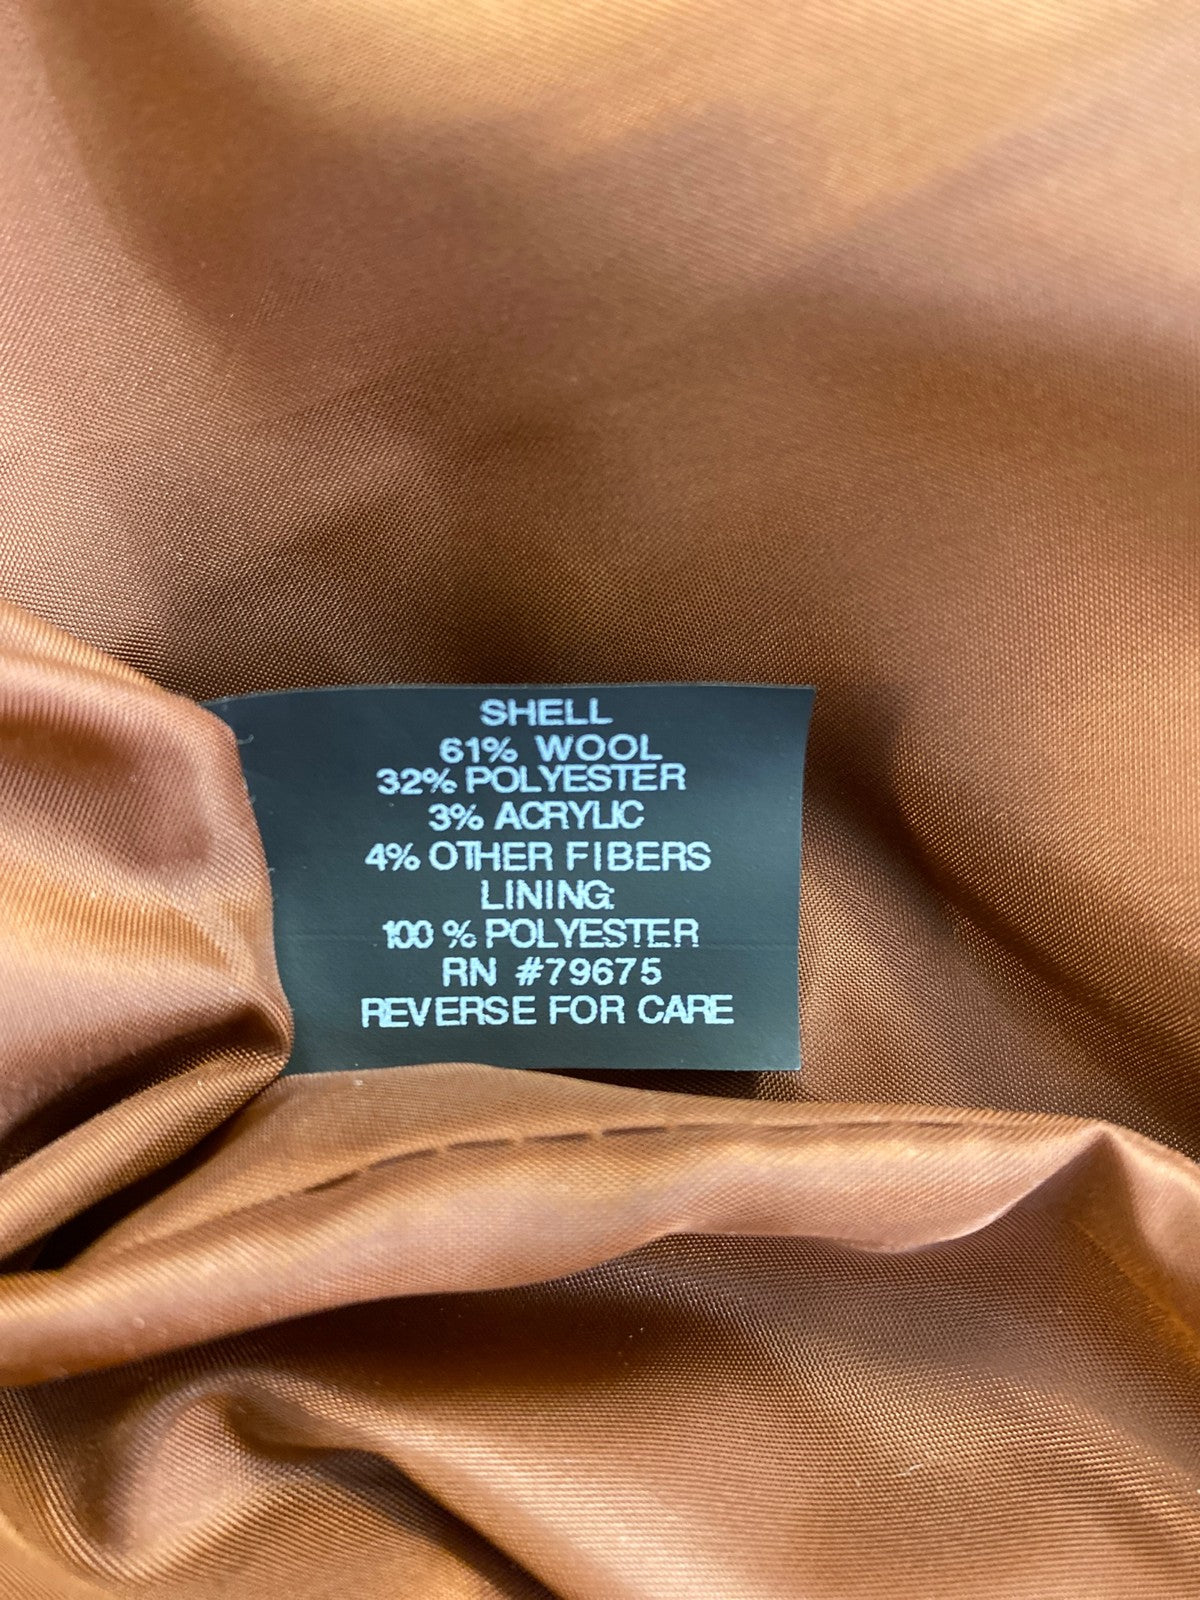 SHELL
61% WOOL
32% POLYESTER
3% ACRYLIC
4% OTHER FIBERS
LINING:
100 % POLYESTER
RN #79675
REVERSE FOR CARE